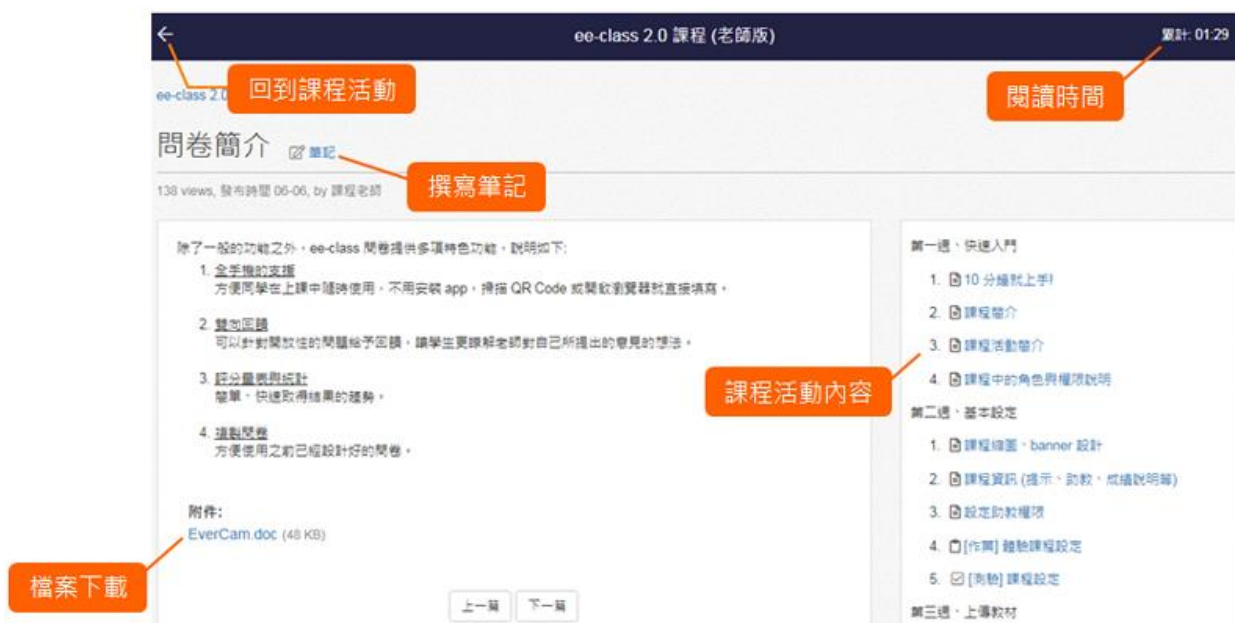 ee-class 2.0 課程 (老師版)
累計: 01:29
回到課程活動
閱讀時間
ee-class 2.0
問卷簡介
筆記
撰寫筆記
138 views, 發布時間 06-06, by 課程老師
除了一般的功能之外，ee-class 問卷提供多項特色功能，說明如下:
1. 全手機的支援
方便同學在上課中隨時使用，不用安裝 app，掃描 QR Code 或開啟瀏覽器就直接填寫。
2. 雙向回饋
可以針對開放性的問題給予回饋，讓學生更瞭解老師對自己所提出的意見的想法。
3. 評分量表與統計
簡單、快速取得結果的趨勢。
4. 複製問卷
方便使用之前已經設計好的問卷。
附件:
EverCam.doc (48 KB)
檔案下載
上一篇
下一篇
第一週、快速入門
1. 10 分鐘就上手!
2. 課程簡介
3. 課程活動簡介
4. 課程中的角色與權限說明
課程活動內容
第二週、基本設定
1. 課程縮圖、banner 設計
2. 課程資訊 (提示、助教、成績說明等)
3. 設定助教權限
4. [作業] 體驗課程設定
5. [測驗] 課程設定
第三週、上傳教材